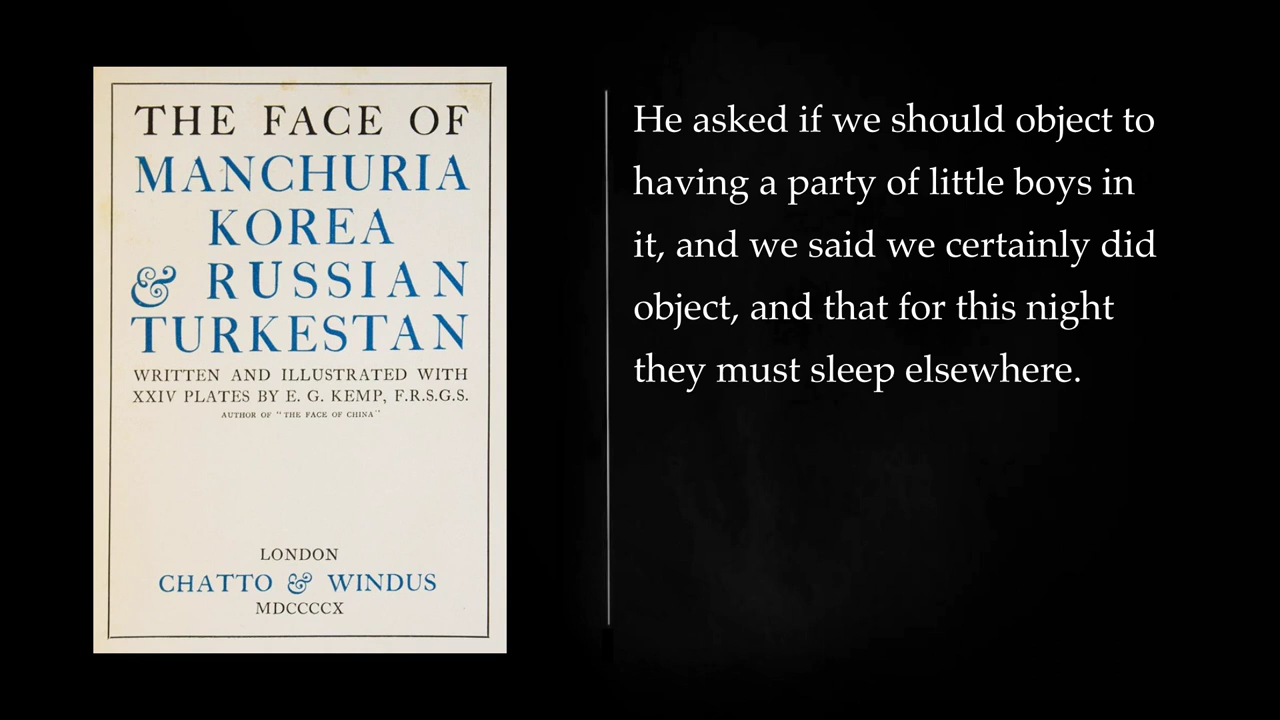 THE FACE OF
MANCHURIA
KOREA
& RUSSIAN
TURKESTAN
WRITTEN AND ILLUSTRATED WITH
XXIV PLATES BY E. G. KEMP, F.R.S.G.S.
AUTHOR OF "THE FACE OF CHINA"
LONDON
CHATTO & WINDUS
MDCCCCX
He asked if we should object to
having a party of little boys in
it, and we said we certainly did
object, and that for this night
they must sleep elsewhere.